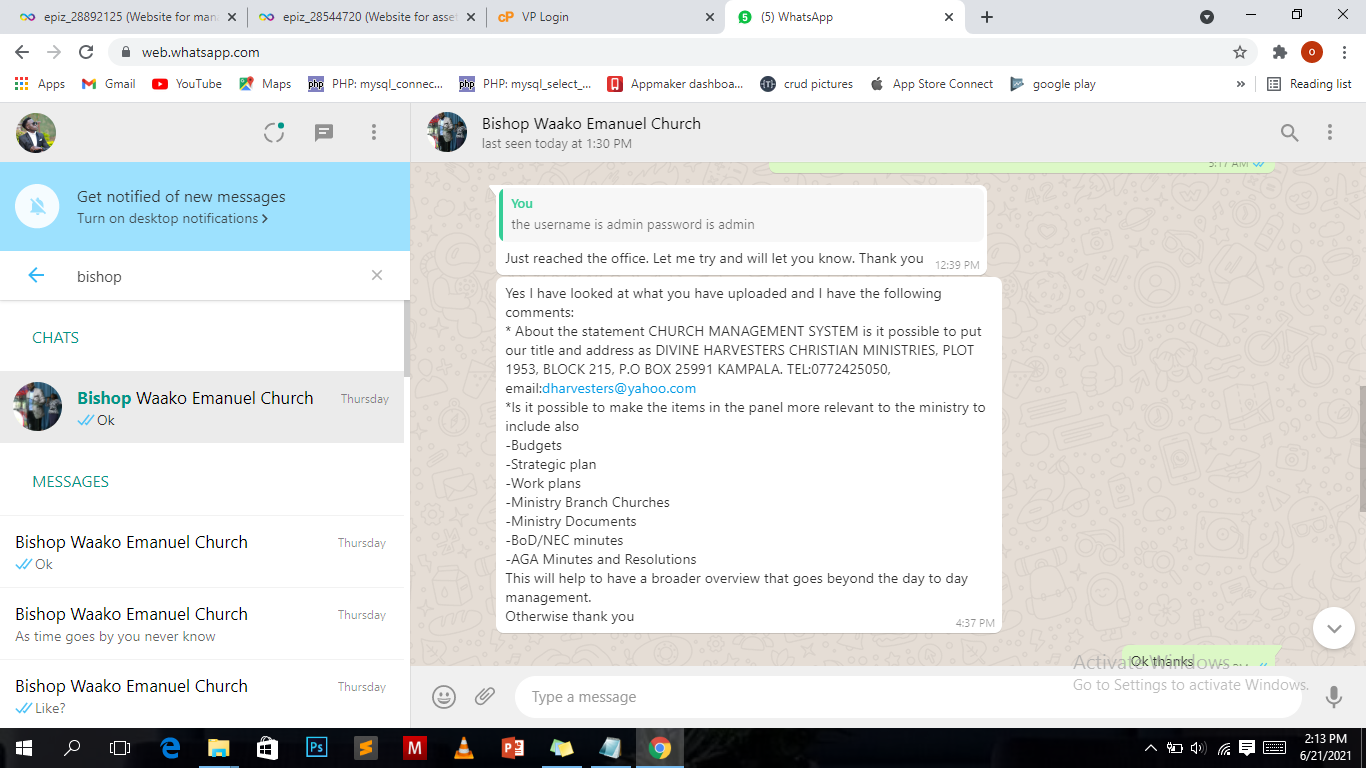 epiz_28892125 (Website for man
epiz_28544720 (Website for asse
cP VP Login
5 (5) WhatsApp
web.whatsapp.com
O
Apps
Gmail
YouTube
Maps
php PHP: mysql_connec...
php PHP: mysql_select_...
Appmaker dashboa...
crud pictures
App Store Connect
google play
»
Reading list
Bishop Waako Emanuel Church
last seen today at 1:30 PM
Get notified of new messages
Turn on desktop notifications >
bishop
CHATS
Bishop Waako Emanuel Church
Thursday
Ok
MESSAGES
Bishop Waako Emanuel Church
Thursday
Ok
Bishop Waako Emanuel Church
Thursday
As time goes by you never know
Bishop Waako Emanuel Church
Thursday
Like?
5:17 AM
You
the username is admin password is admin
Just reached the office. Let me try and will let you know. Thank you
12:39 PM
Yes I have looked at what you have uploaded and I have the following
comments:
* About the statement CHURCH MANAGEMENT SYSTEM is it possible to put
our title and address as DIVINE HARVESTERS CHRISTIAN MINISTRIES, PLOT
1953, BLOCK 215, P.O BOX 25991 KAMPALA. TEL:0772425050,
email:dharvesters@yahoo.com
*Is it possible to make the items in the panel more relevant to the ministry to
include also
-Budgets
-Strategic plan
-Work plans
-Ministry Branch Churches
-Ministry Documents
-BoD/NEC minutes
-AGA Minutes and Resolutions
This will help to have a broader overview that goes beyond the day to day
management.
Otherwise thank you
4:37 PM
Ok thanks
Activate Windows
Go to Settings to activate Windows.
Type a message
Ps
M
2:13 PM
6/21/2021